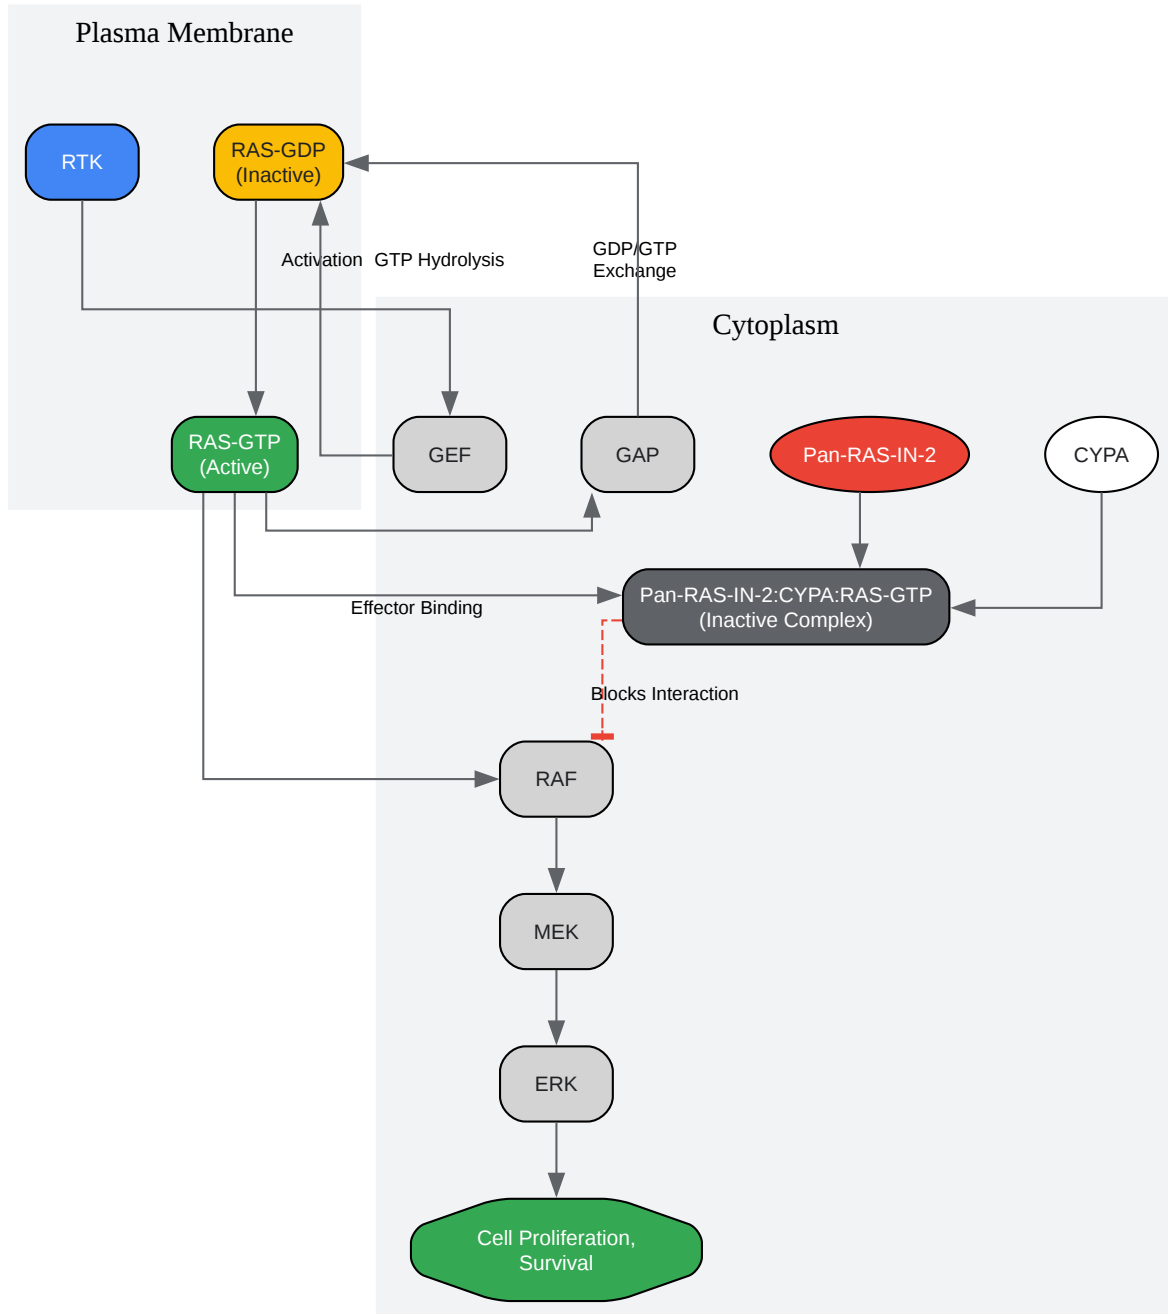 Plasma Membrane
RTK
RAS-GDP
(Inactive)
Activation
GTP Hydrolysis
GDP/GTP
Exchange
Cytoplasm
RAS-GTP
(Active)
GEF
GAP
Pan-RAS-IN-2
CYPA
Pan-RAS-IN-2:CYPA:RAS-GTP
(Inactive Complex)
Effector Binding
Blocks Interaction
RAF
MEK
ERK
Cell Proliferation,
Survival